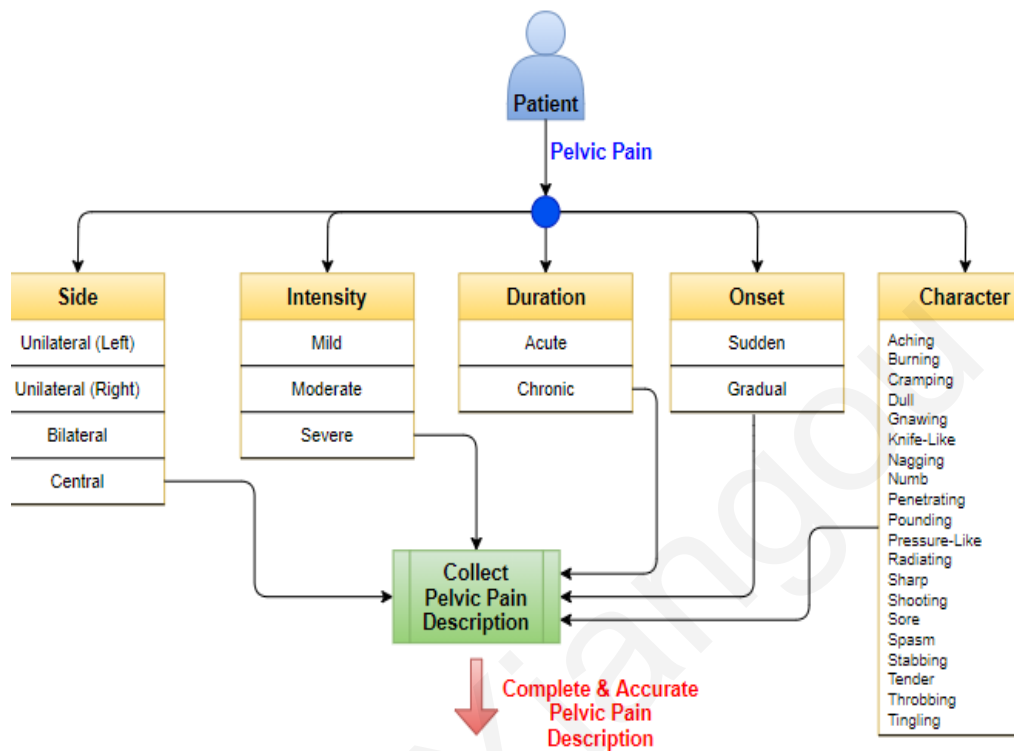 Patient
Pelvic Pain
Side
Unilateral (Left)
Unilateral (Right)
Bilateral
Central
Intensity
Mild
Moderate
Severe
Duration
Acute
Chronic
Onset
Sudden
Gradual
Character
Aching
Burning
Cramping
Dull
Gnawing
Knife-Like
Nagging
Numb
Penetrating
Pounding
Pressure-Like
Radiating
Sharp
Shooting
Sore
Spasm
Stabbing
Tender
Throbbing
Tingling
Collect
Pelvic Pain
Description
Complete & Accurate
Pelvic Pain
Description